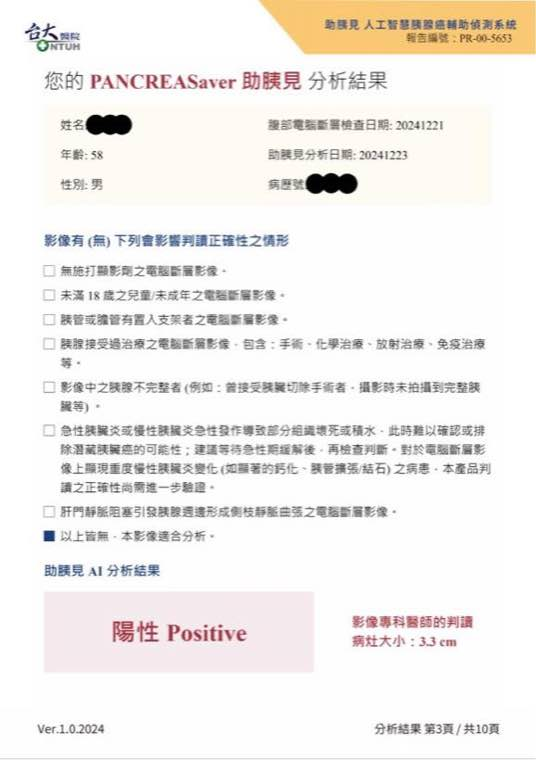 台大醫院
NTUH
助胰見 人工智慧胰腺癌輔助偵測系統
報告編號：PR-00-5653
您的 PANCREASaver 助胰見 分析結果
姓名
腹部電腦斷層檢查日期: 20241221
年齡: 58
助胰見分析日期: 20241223
性別: 男
病歷號
影像有 (無) 下列會影響判讀正確性之情形
無施打顯影劑之電腦斷層影像。
未滿 18 歲之兒童/未成年之電腦斷層影像。
胰管或膽管有置入支架者之電腦斷層影像。
胰腺接受過治療之電腦斷層影像，包含：手術、化學治療、放射治療、免疫治療
等。
影像中之胰腺不完整者 (例如：曾接受胰臟切除手術者，攝影時未拍攝到完整胰
臟等) 。
急性胰臟炎或慢性胰臟炎急性發作導致部分組織壞死或積水，此時難以確認或排
除潛藏胰臟癌的可能性；建議等待急性期緩解後，再檢查判斷。對於電腦斷層影
像上顯現重度慢性胰臟炎變化 (如顯著的鈣化、胰管擴張/結石) 之病患，本產品判
讀之正確性尚需進一步驗證。
肝門靜脈阻塞引發胰腺週邊形成側枝靜脈曲張之電腦斷層影像。
以上皆無，本影像適合分析。
助胰見 AI 分析結果
陽性 Positive
影像專科醫師的判讀
病灶大小：3.3 cm
Ver.1.0.2024
分析結果 第3頁 / 共10頁